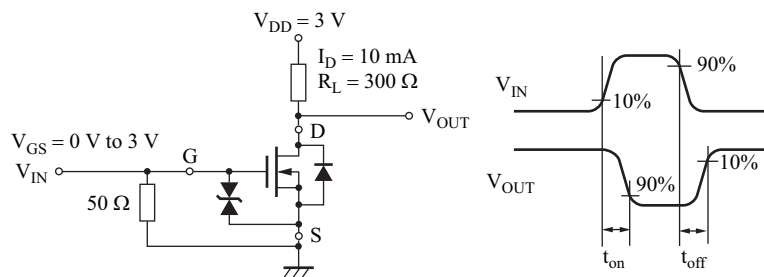 V_DD = 3 V
I_D = 10 mA
R_L = 300 Ω
V_OUT
D
V_GS = 0 V to 3 V
V_IN
G
50 Ω
S
V_IN
10%
90%
V_OUT
90%
10%
t_on
t_off